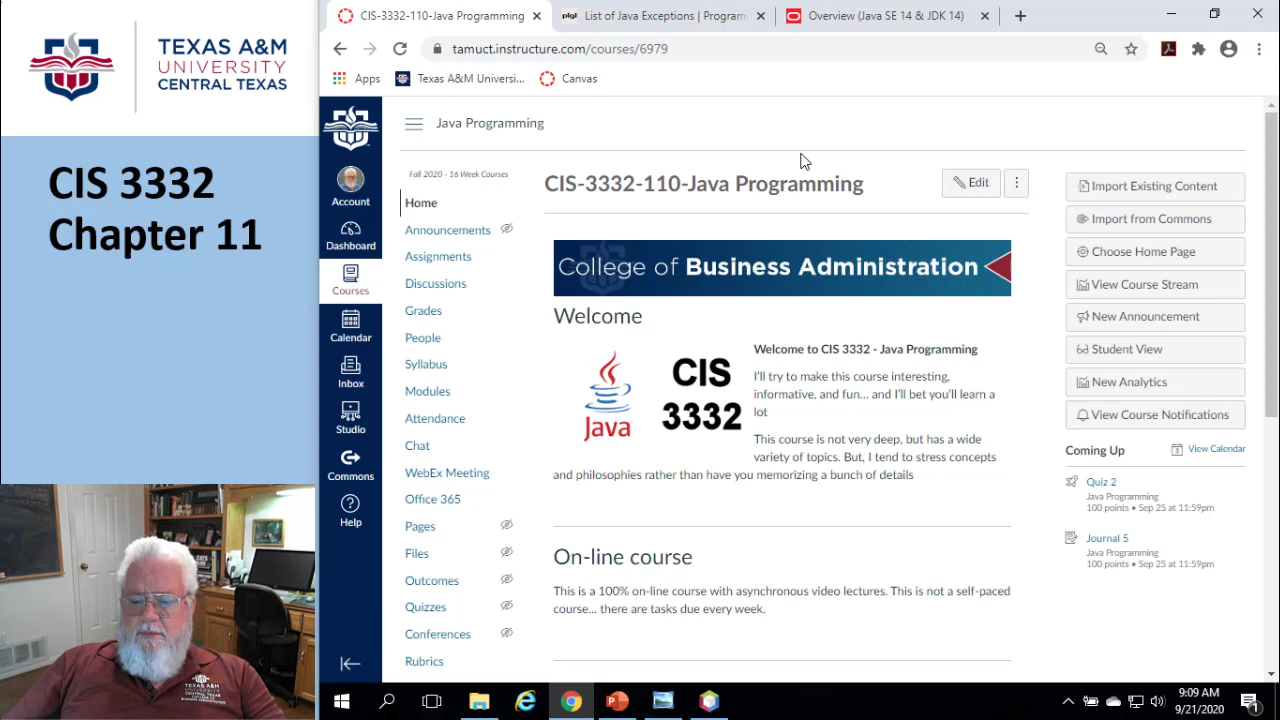 TEXAS A&M
UNIVERSITY
CENTRAL TEXAS
CIS 3332
Chapter 11
TEXAS A&M
UNIVERSITY
CENTRAL TEXAS
CIS-3332-110-Java Programming
List of Java Exceptions | Program
Overview (Java SE 14 & JDK 14)
tamuct.instructure.com/courses/6979
Apps
Texas A&M Universi...
Canvas
Account
Dashboard
Courses
Calendar
Inbox
Studio
Commons
Help
Java Programming
Fall 2020 - 16 Week Courses
Home
Announcements
Assignments
Discussions
Grades
People
Syllabus
Modules
Attendance
Chat
WebEx Meeting
Office 365
Pages
Files
Outcomes
Quizzes
Conferences
Rubrics
CIS-3332-110-Java Programming
Edit
College of Business Administration
Welcome
Java
CIS
3332
Welcome to CIS 3332 - Java Programming
I'll try to make this course interesting,
informative, and fun... and I'll bet you'll learn a
lot
This course is not very deep, but has a wide
variety of topics. But, I tend to stress concepts
and philosophies rather than have you memorizing a bunch of details
On-line course
This is a 100% on-line course with asynchronous video lectures. This is not a self-paced
course... there are tasks due every week.
Import Existing Content
Import from Commons
Choose Home Page
View Course Stream
New Announcement
Student View
New Analytics
View Course Notifications
Coming Up
View Calendar
Quiz 2
Java Programming
100 points • Sep 25 at 11:59pm
Journal 5
Java Programming
100 points • Sep 25 at 11:59pm
9:09 AM
9/21/2020
1